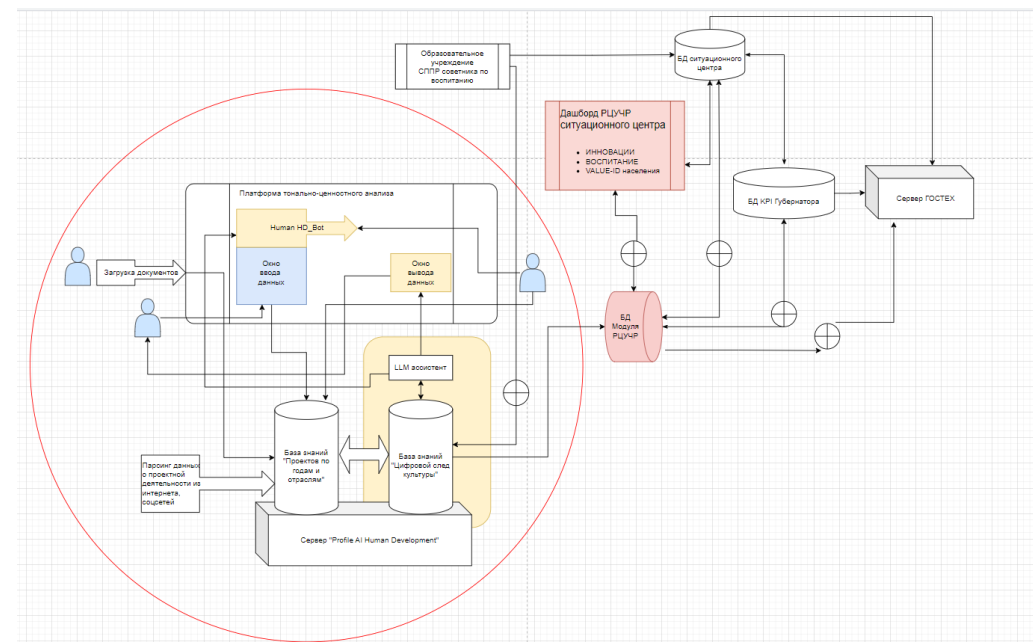 Образовательное
учреждение
СППР советника по
воспитанию
БД ситуационного
центра
Дашборд РЦУЧР
ситуационного центра
ИННОВАЦИИ
ВОСПИТАНИЕ
VALUE-ID населения
БД KPI Губернатора
Сервер ГОСТЕХ
Платформа тонально-ценностного анализа
Human HD_Bot
Окно
ввода
данных
Окно
вывода
данных
Загрузка документов
БД
Модуля
РЦУЧР
LLM ассистент
База знаний
"Проектов по
годам и
отраслям"
База знаний
"Цифровой след
культуры"
Парсинг данных
о проектной
деятельности из
интернета,
соцсетей
Сервер "Profile AI Human Development"